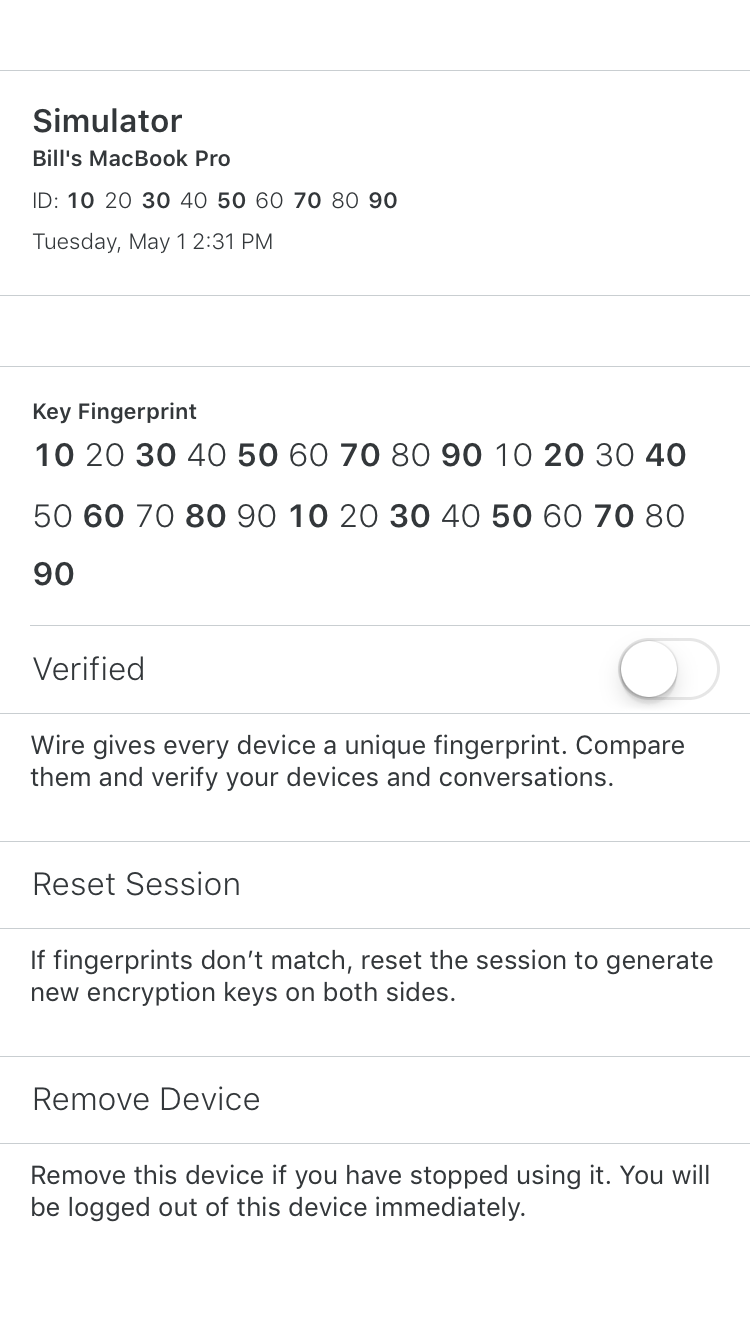 Simulator
Bill's MacBook Pro
ID: 10 20 30 40 50 60 70 80 90
Tuesday, May 1 2:31 PM
Key Fingerprint
10 20 30 40 50 60 70 80 90 10 20 30 40
50 60 70 80 90 10 20 30 40 50 60 70 80
90
Verified
Wire gives every device a unique fingerprint. Compare
them and verify your devices and conversations.
Reset Session
If fingerprints don’t match, reset the session to generate
new encryption keys on both sides.
Remove Device
Remove this device if you have stopped using it. You will
be logged out of this device immediately.